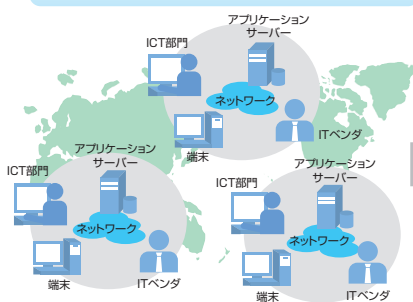 アプリケーション
サーバー
ICT部門
ネットワーク
ITベンダ
端末
アプリケーション
サーバー
ICT部門
ネットワーク
ITベンダ
端末
アプリケーション
サーバー
ICT部門
ネットワーク
ITベンダ
端末